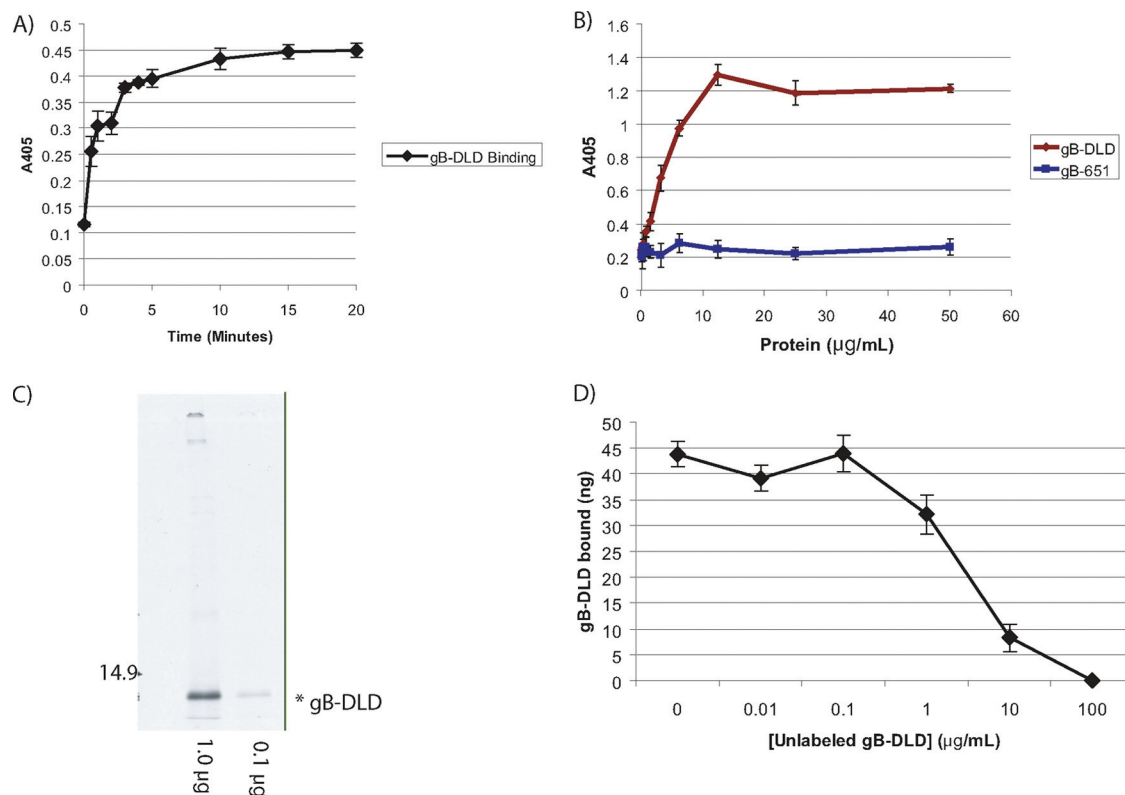 A)
0.5
0.45
0.4
0.35
0.3
0.25
0.2
0.15
0.1
0.05
0
A405
0 5 10 15 20
Time (Minutes)
gB-DLD Binding
B)
1.6
1.4
1.2
1
0.8
0.6
0.4
0.2
0
A405
0 10 20 30 40 50 60
Protein (µg/mL)
gB-DLD
gB-651
C)
14.9
* gB-DLD
1.0 µg
0.1 µg
D)
50
45
40
35
30
25
20
15
10
5
0
gB-DLD bound (ng)
0 0.01 0.1 1 10 100
[Unlabeled gB-DLD] (µg/mL)